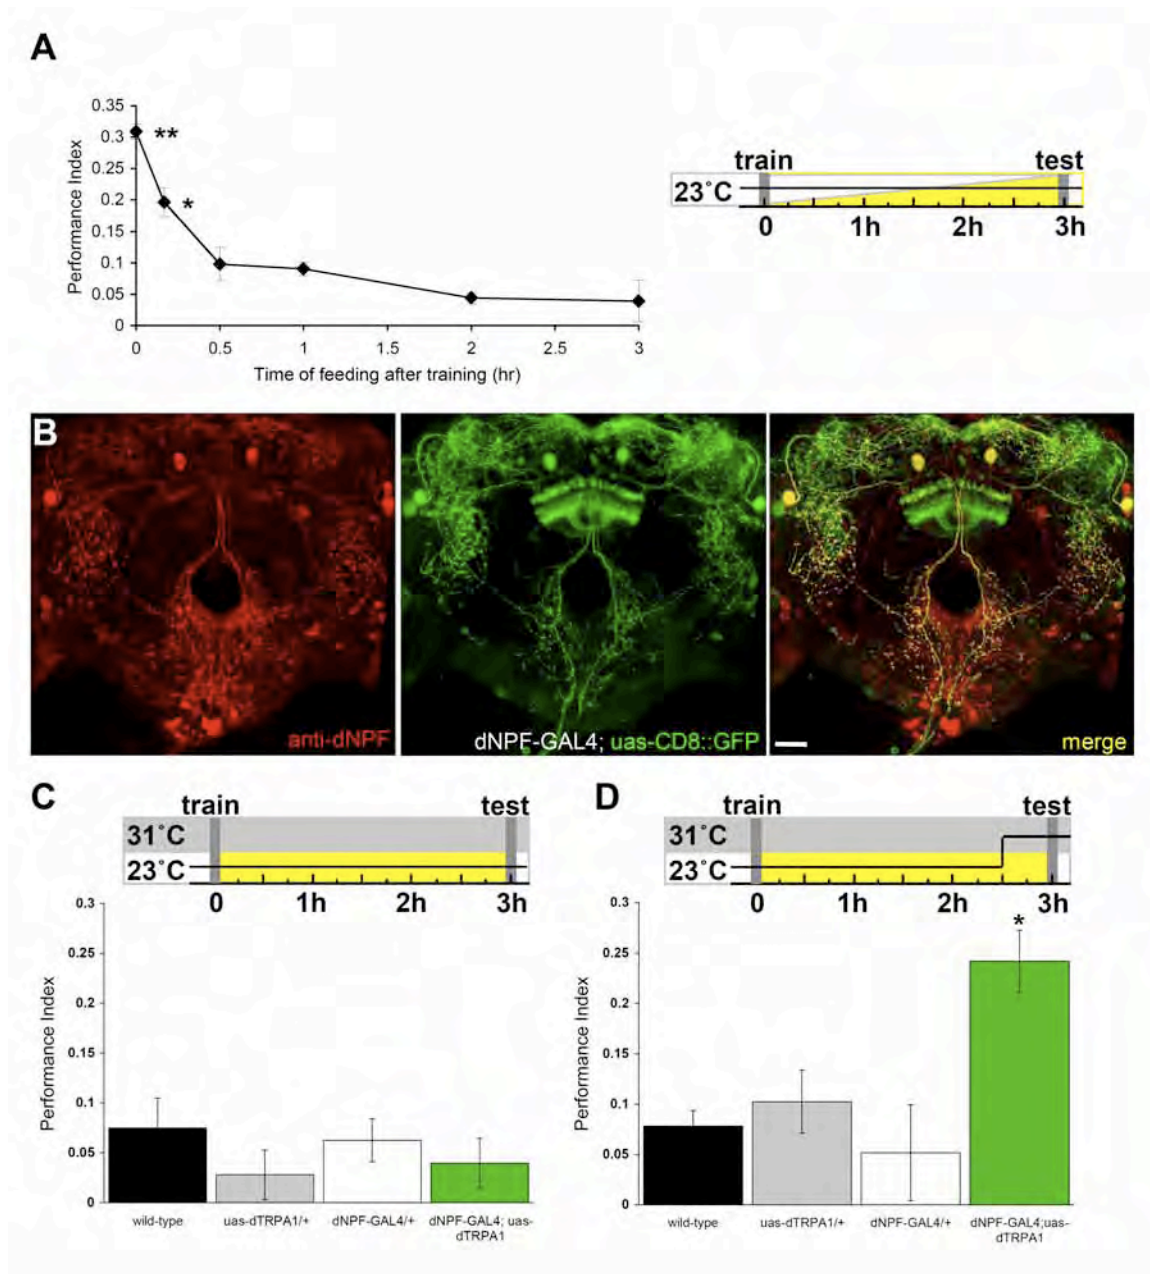 A
0.35
0.3
0.25
0.2
0.15
0.1
0.05
0
**
*
Performance Index
0 0.5 1 1.5 2 2.5 3
Time of feeding after training (hr)
train test
23˚C
0 1h 2h 3h
B
anti-dNPF
dNPF-GAL4; uas-CD8::GFP
merge
C
train test
31˚C
23˚C
0 1h 2h 3h
0.3
0.25
0.2
0.15
0.1
0.05
0
Performance Index
wild-type uas-dTRPA1/+ dNPF-GAL4/+ dNPF-GAL4; uas-
dTRPA1
D
train test
31˚C
23˚C
0 1h 2h 3h
0.3
0.25
0.2
0.15
0.1
0.05
0
*
Performance Index
wild-type uas-dTRPA1/+ dNPF-GAL4/+ dNPF-GAL4;uas-
dTRPA1